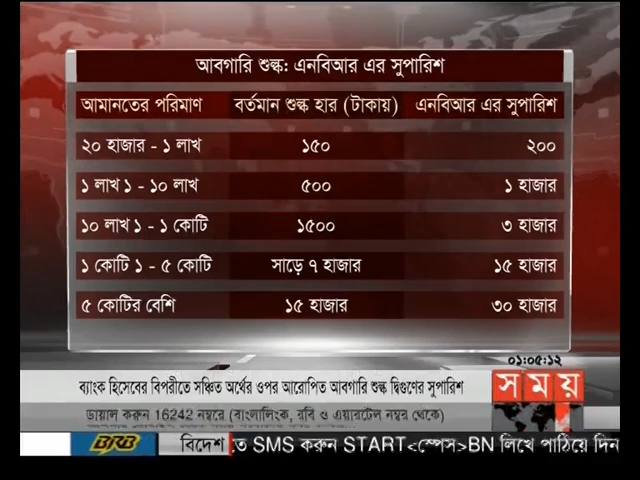 আবগারি শুল্ক: এনবিআর এর সুপারিশ
আমানতের পরিমাণ বর্তমান শুল্ক হার (টাকায়) এনবিআর এর সুপারিশ
২০ হাজার - ১ লাখ ১৫০ ২০০
১ লাখ ১ - ১০ লাখ ৫০০ ১ হাজার
১০ লাখ ১ - ১ কোটি ১৫০০ ৩ হাজার
১ কোটি ১ - ৫ কোটি সাড়ে ৭ হাজার ১৫ হাজার
৫ কোটির বেশি ১৫ হাজার ৩০ হাজার
০১:০৫:১২
ব্যাংক হিসেবের বিপরীতে সঞ্চিত অর্থের ওপর আরোপিত আবগারি শুল্ক দ্বিগুণের সুপারিশ
সময়
ডায়াল করুন 16242 নম্বরে (বাংলালিংক, রবি ও এয়ারটেল নম্বর থেকে)
BRB বিদেশ তে SMS করুন START<স্পেস>BN লিখে পাঠিয়ে দিন